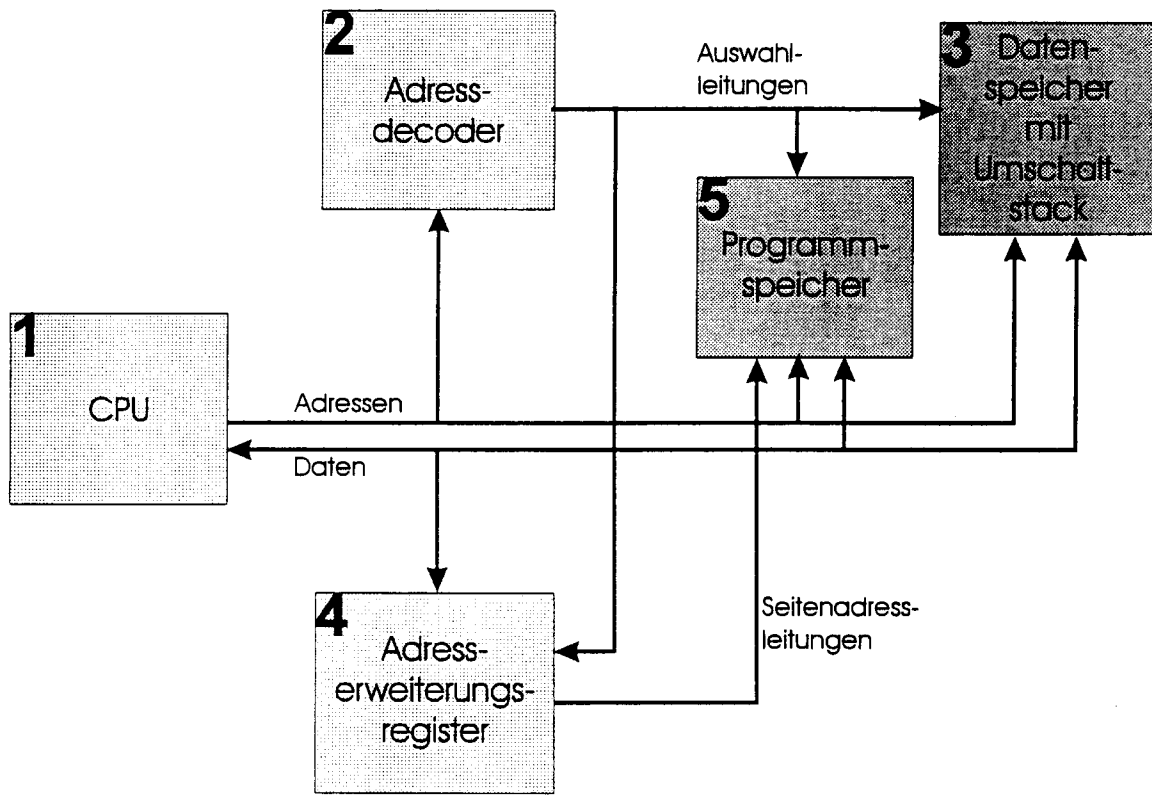 2
Adress-
decoder
Auswahl-
leitungen
3
Daten-
speicher
mit
Umschalt-
stack
5
Programm-
speicher
1
CPU
Adressen
Daten
4
Adress-
erweiterungs-
register
Seitenadress-
leitungen